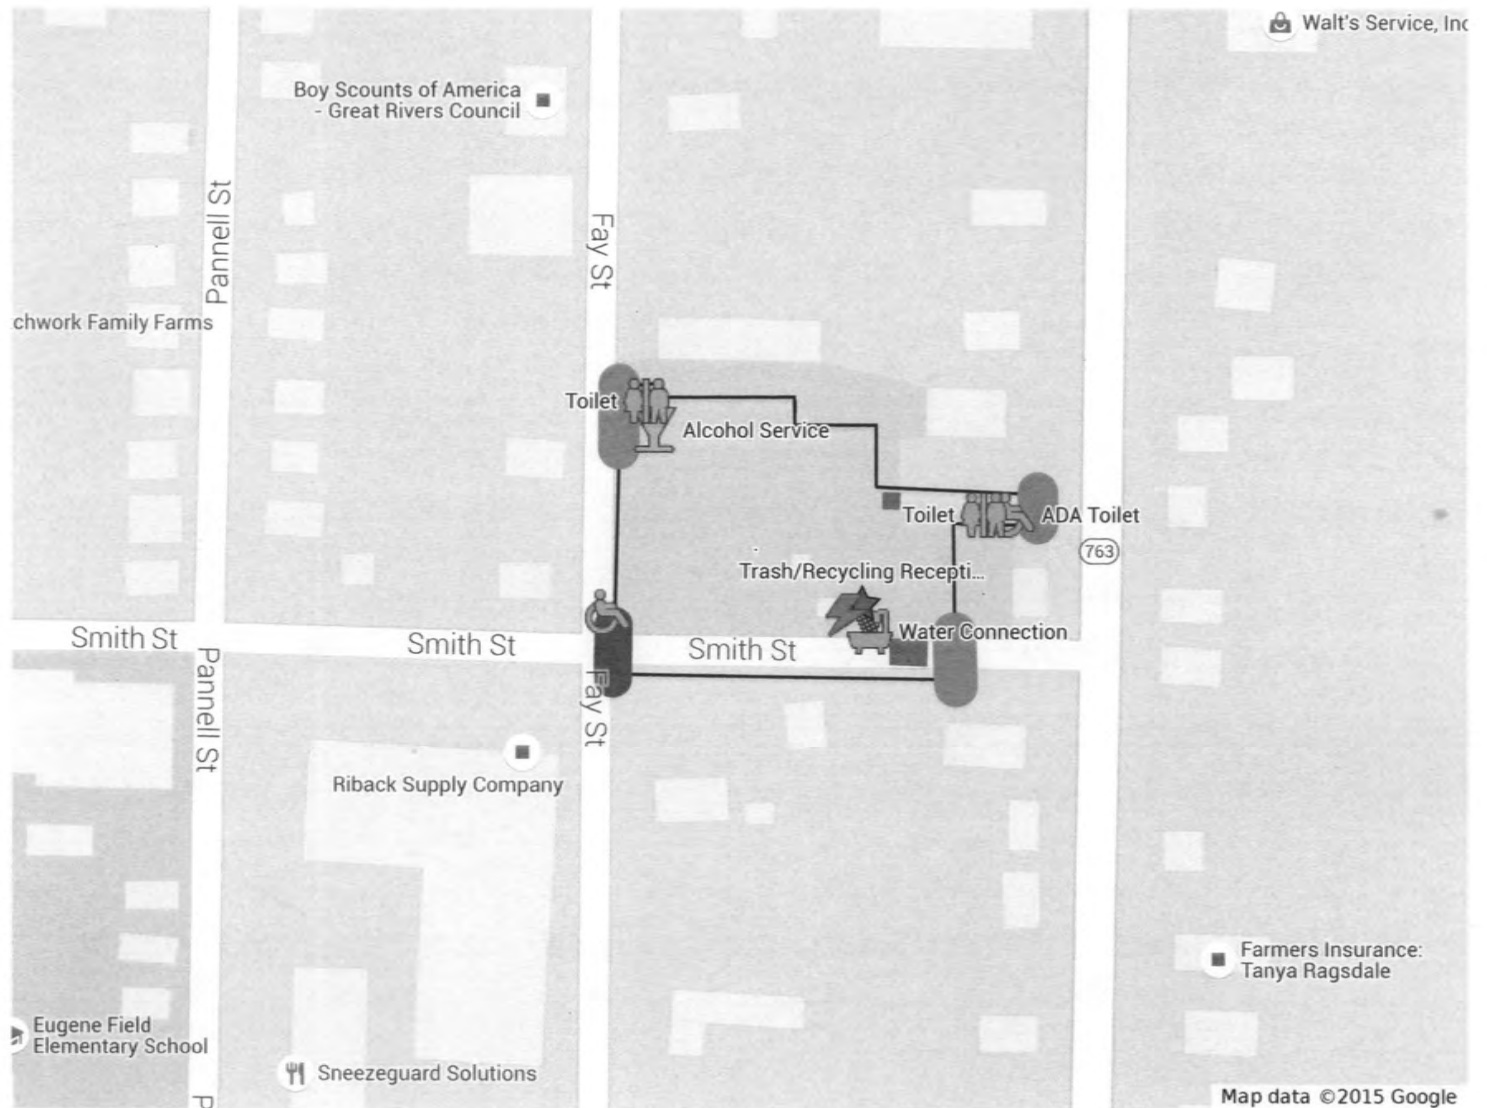 Walt's Service, Inc
Boy Scouts of America
- Great Rivers Council
Pannell St
Fay St
chwork Family Farms
Toilet
Alcohol Service
Toilet
ADA Toilet
763
Trash/Recycling Recepti...
Smith St
Smith St
Smith St
Water Connection
Pannell St
Fay St
Riback Supply Company
Farmers Insurance:
Tanya Ragsdale
Eugene Field
Elementary School
Sneezeguard Solutions
P
Map data ©2015 Google